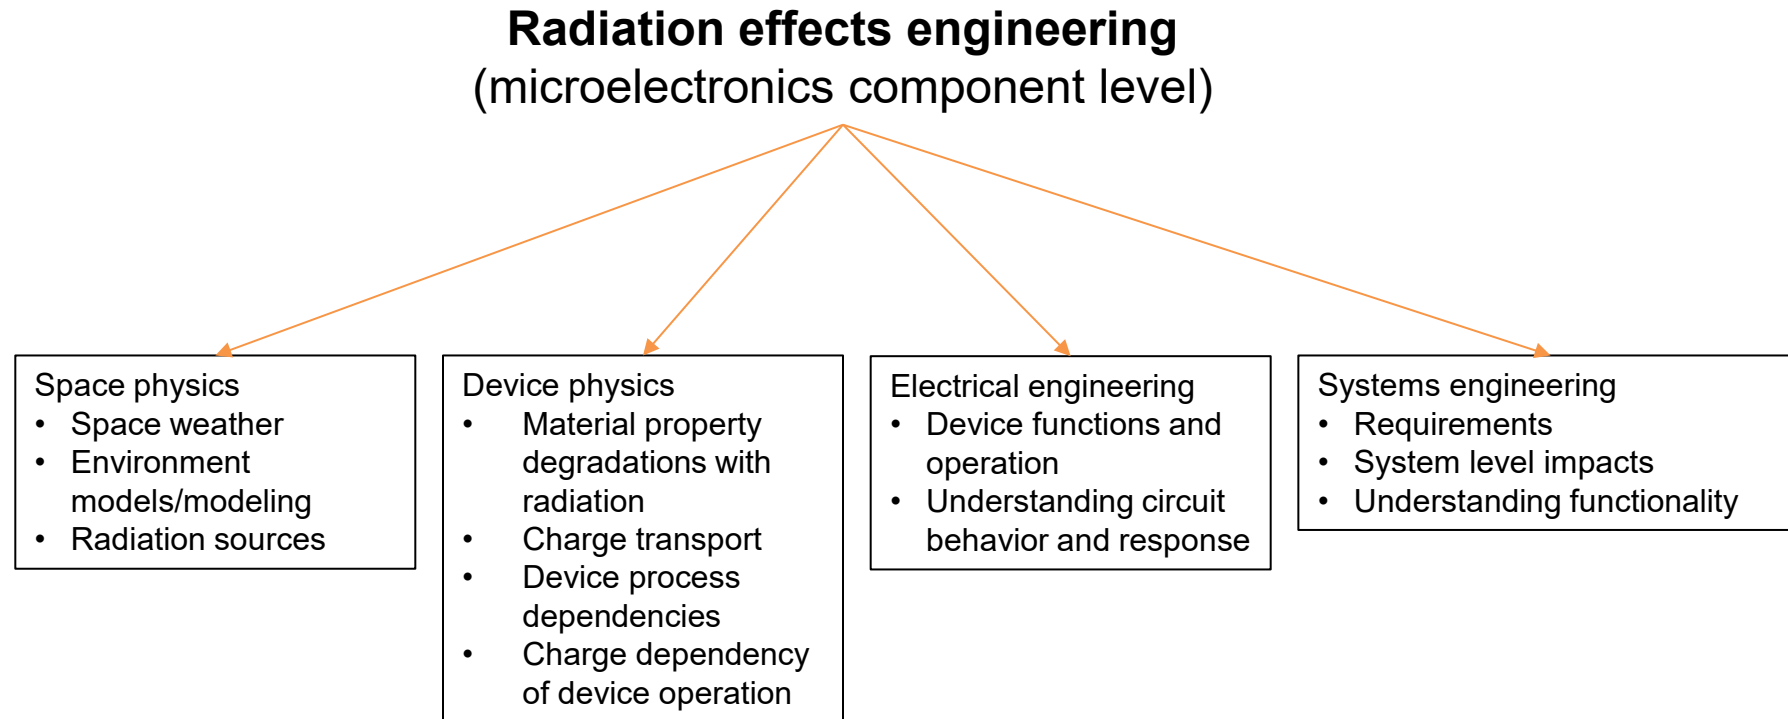 Radiation effects engineering
(microelectronics component level)
Space physics
• Space weather
• Environment
models/modeling
• Radiation sources
Device physics
• Material property
degradations with
radiation
• Charge transport
• Device process
dependencies
• Charge dependency
of device operation
Electrical engineering
• Device functions and
operation
• Understanding circuit
behavior and response
Systems engineering
• Requirements
• System level impacts
• Understanding functionality